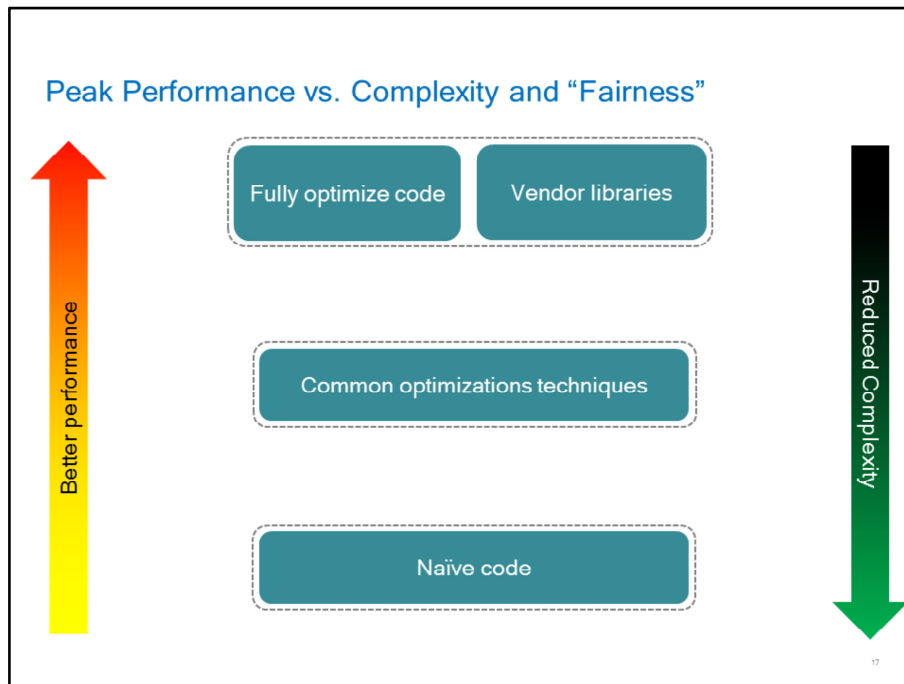 Peak Performance vs. Complexity and “Fairness”
Fully optimize code
Vendor libraries
Better performance
Reduced Complexity
Common optimizations techniques
Naïve code
17